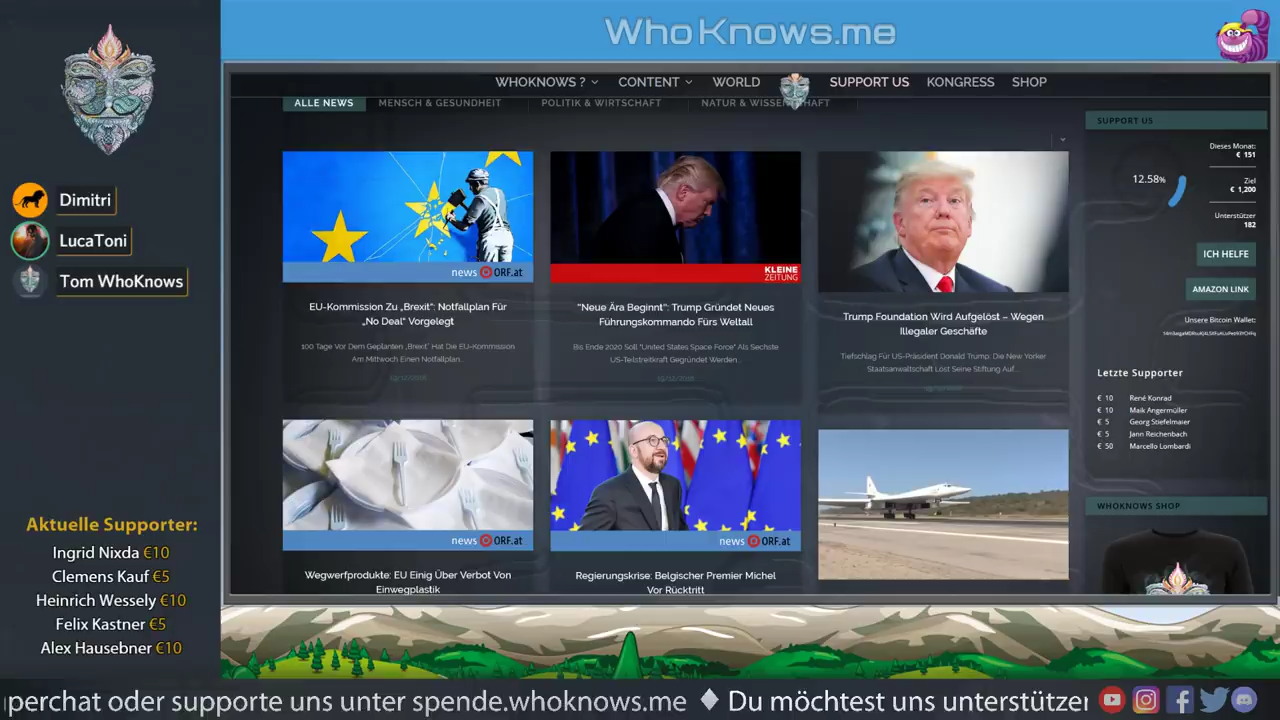 WhoKnows.me
WHOKNOWS ? CONTENT WORLD SUPPORT US KONGRESS SHOP
ALLE NEWS MENSCH & GESUNDHEIT POLITIK & WIRTSCHAFT NATUR & WISSENSCHAFT
Dimitri
LucaToni
Tom WhoKnows
Aktuelle Supporter:
Ingrid Nixda €10
Clemens Kauf €5
Heinrich Wessely €10
Felix Kastner €5
Alex Hausebner €10
news ORF.at
EU-Kommission Zu „Brexit“: Notfallplan Für
„No Deal“ Vorgelegt
100 Tage Vor Dem Geplanten „Brexit“ Hat Die EU-Kommission
Am Mittwoch Einen Notfallplan...
19/12/2018
KLEINE
ZEITUNG
"Neue Ära Beginnt": Trump Gründet Neues
Führungskommando Fürs Weltall
Bis Ende 2020 Soll "United States Space Force" Als Sechste
US-Teilstreitkraft Gegründet Werden...
19/12/2018
Trump Foundation Wird Aufgelöst – Wegen
Illegaler Geschäfte
Tiefschlag Für US-Präsident Donald Trump: Die New Yorker
Staatsanwaltschaft Löst Seine Stiftung Auf...
news ORF.at
Wegwerfprodukte: EU Einig Über Verbot Von
Einwegplastik
news ORF.at
Regierungskrise: Belgischer Premier Michel
Vor Rücktritt
SUPPORT US
12.58%
Dieses Monat:
€ 151
Ziel
€ 1,200
Unterstützer
182
ICH HELFE
AMAZON LINK
Unsere Bitcoin Wallet:
Letzte Supporter
€ 10 René Konrad
€ 10 Maik Angermüller
€ 5 Georg Stiefelmaier
€ 5 Jann Reichenbach
€ 50 Marcello Lombardi
WHOKNOWS SHOP
perchat oder supporte uns unter spende.whoknows.me ♦ Du möchtest uns unterstützen